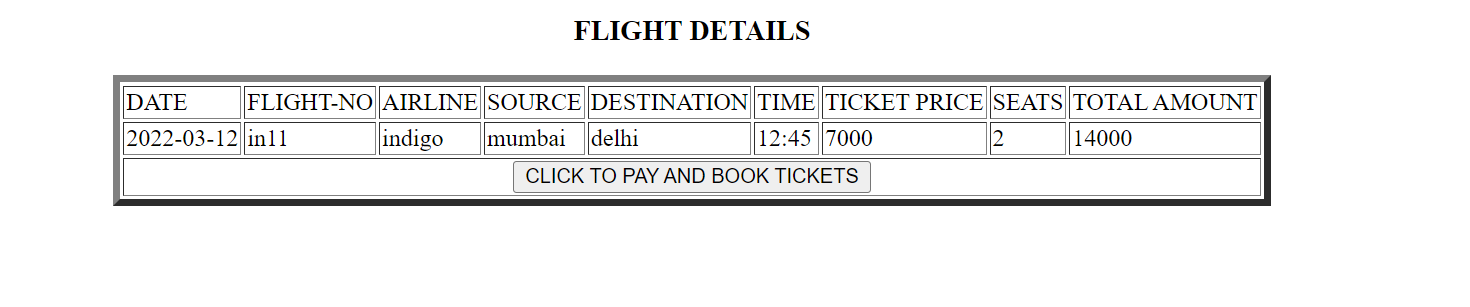 FLIGHT DETAILS
DATE FLIGHT-NO AIRLINE SOURCE DESTINATION TIME TICKET PRICE SEATS TOTAL AMOUNT
2022-03-12 in11 indigo mumbai delhi 12:45 7000 2 14000
CLICK TO PAY AND BOOK TICKETS